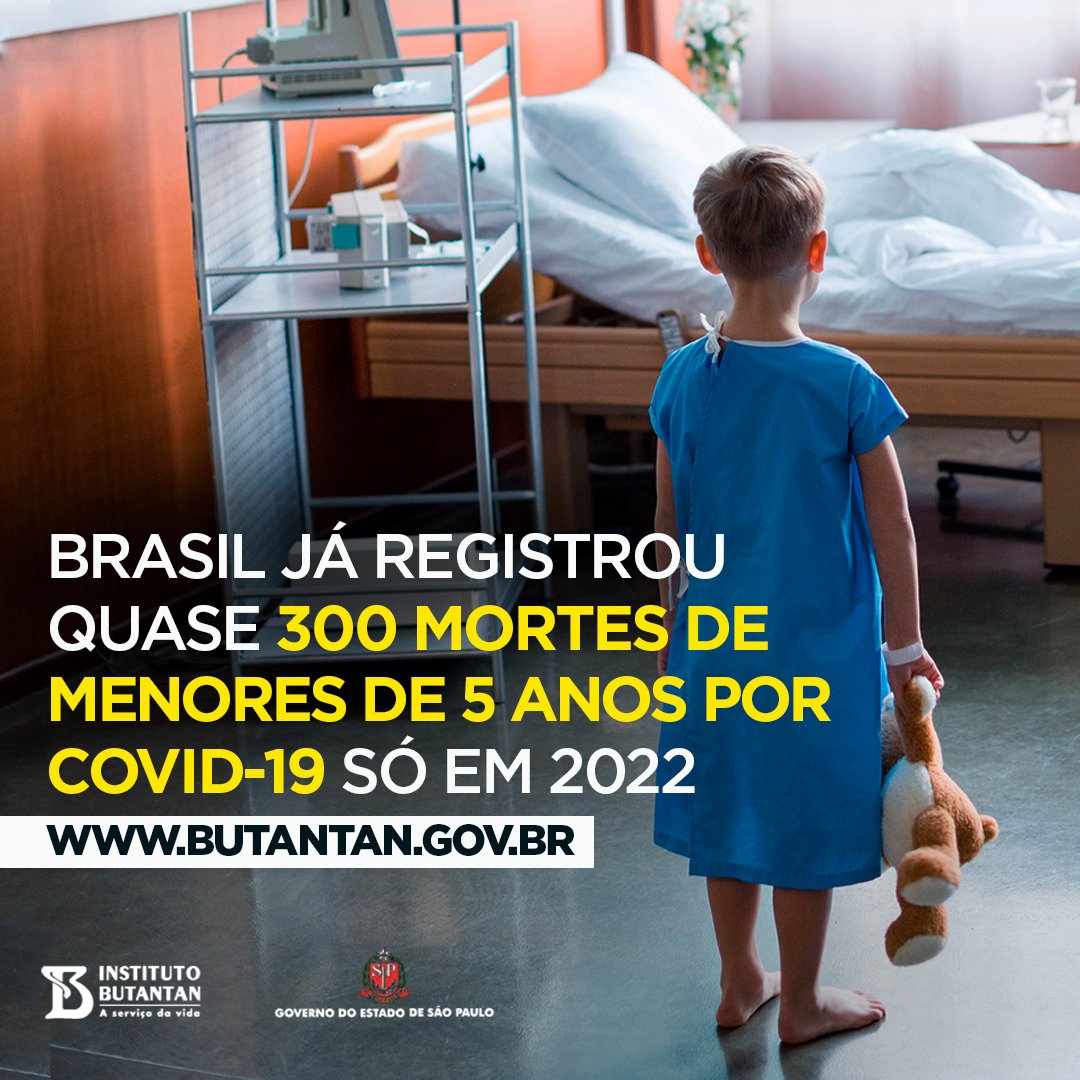 BRASIL JÁ REGISTROU
QUASE 300 MORTES DE
MENORES DE 5 ANOS POR
COVID-19 SÓ EM 2022
WWW.BUTANTAN.GOV.BR
INSTITUTO
BUTANTAN
A serviço da vida
SP
GOVERNO DO ESTADO DE SÃO PAULO